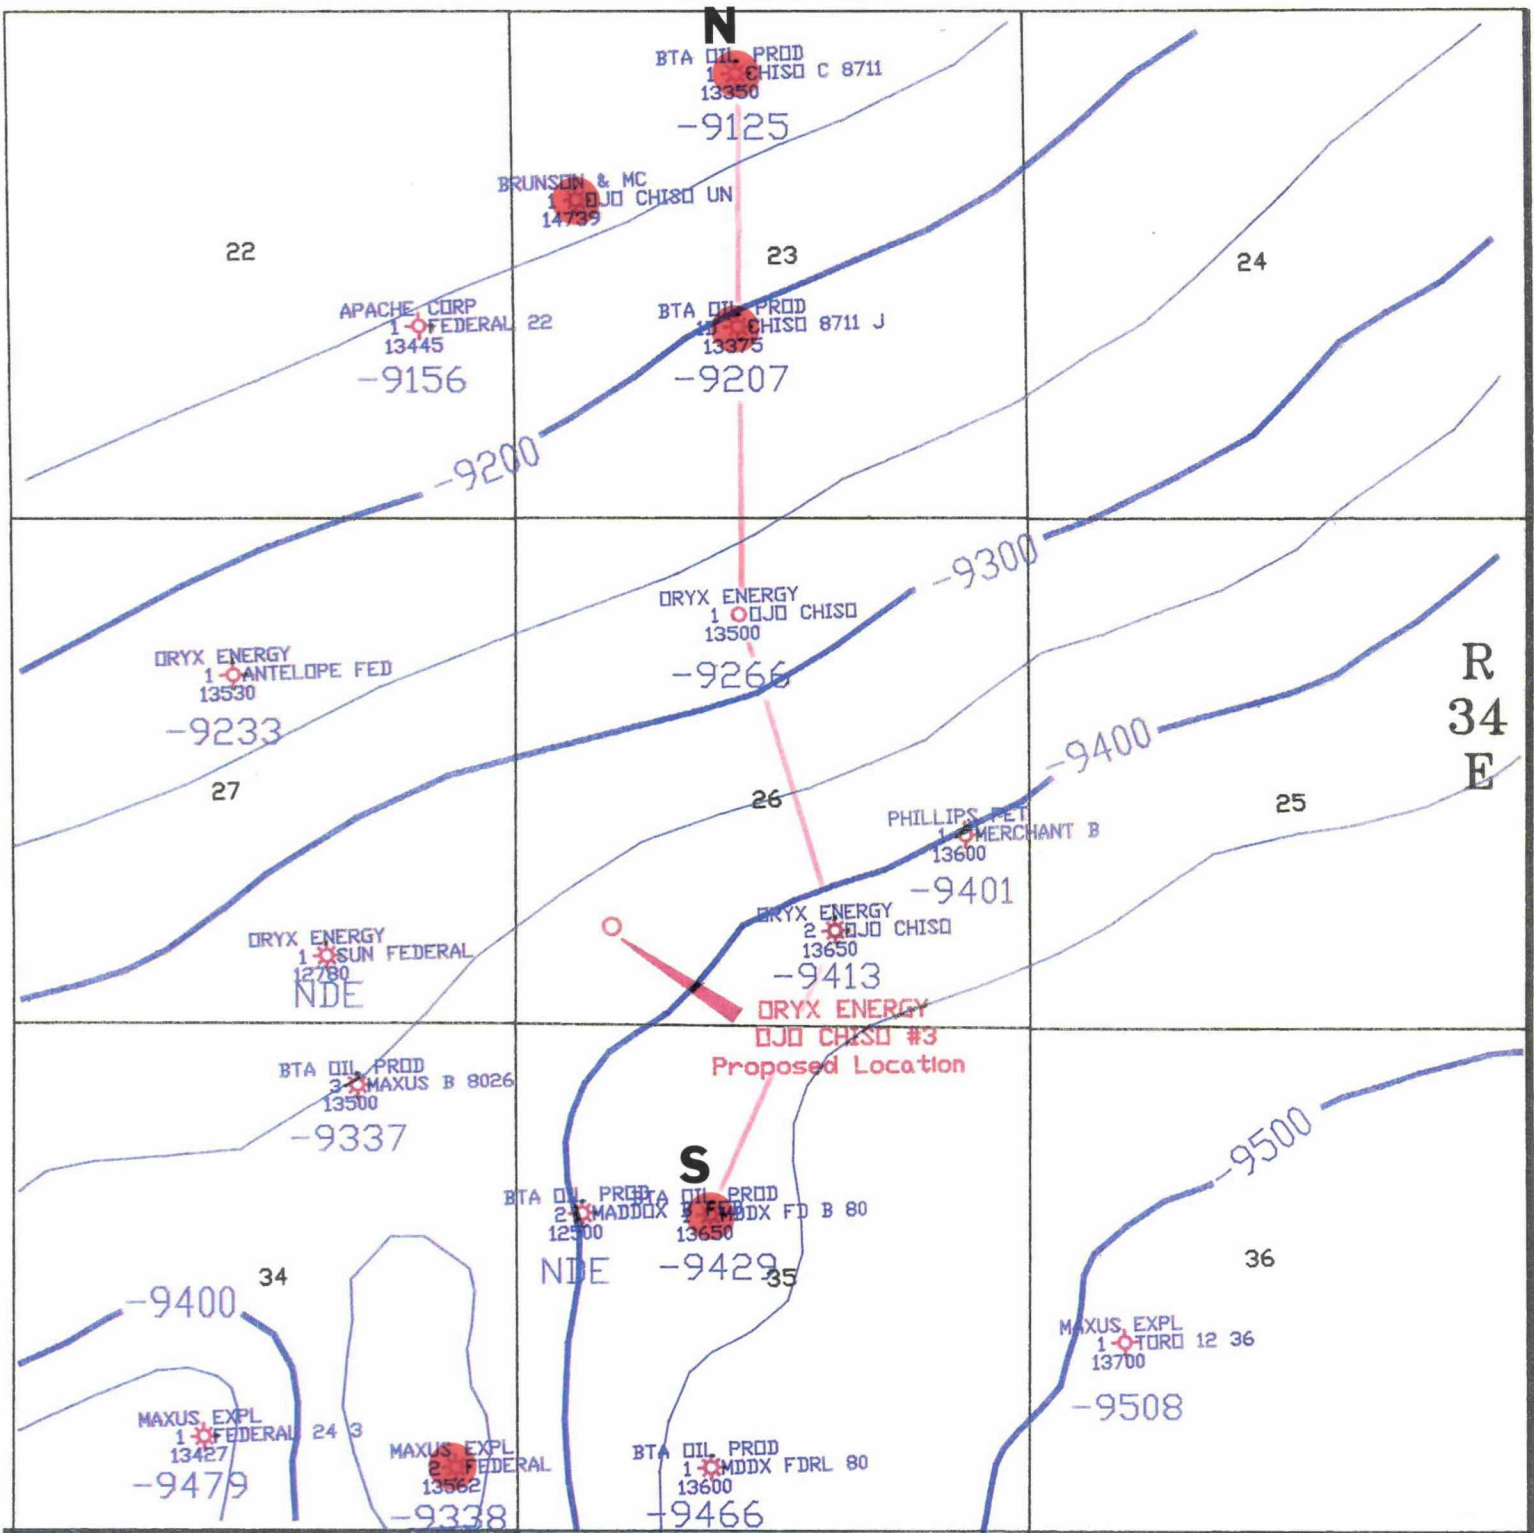 N
BTA OIL PROD
1 CHISO C 8711
13350
-9125
BRUNSON & MC
1 OJO CHISO UN
14739
22
23
24
APACHE CORP
1 FEDERAL 22
13445
-9156
BTA OIL PROD
CHISO 8711 J
13375
-9207
-9200
-9300
ORYX ENERGY
1 OJO CHISO
13500
-9266
ORYX ENERGY
1 ANTELOPE FED
13530
-9233
R
34
E
-9400
27
26
25
PHILLIPS PET
1 MERCHANT B
13600
-9401
ORYX ENERGY
2 OJO CHISO
13650
-9413
ORYX ENERGY
1 SUN FEDERAL
12780
NDE
ORYX ENERGY
OJO CHISO #3
Proposed Location
BTA OIL PROD
3 MAXUS B 8026
13500
-9337
-9500
S
BTA OIL PROD
2 MADDOX B FDB
12500
NDE
BTA OIL PROD
MDDX FD B 80
13650
-9429
34
35
36
-9400
MAXUS EXPL
1 TORO 12 36
13700
-9508
MAXUS EXPL
1 FEDERAL 24 3
13427
-9479
MAXUS EXPL
2 FEDERAL
13562
-9338
BTA OIL PROD
1 MDDX FDRL 80
13600
-9466